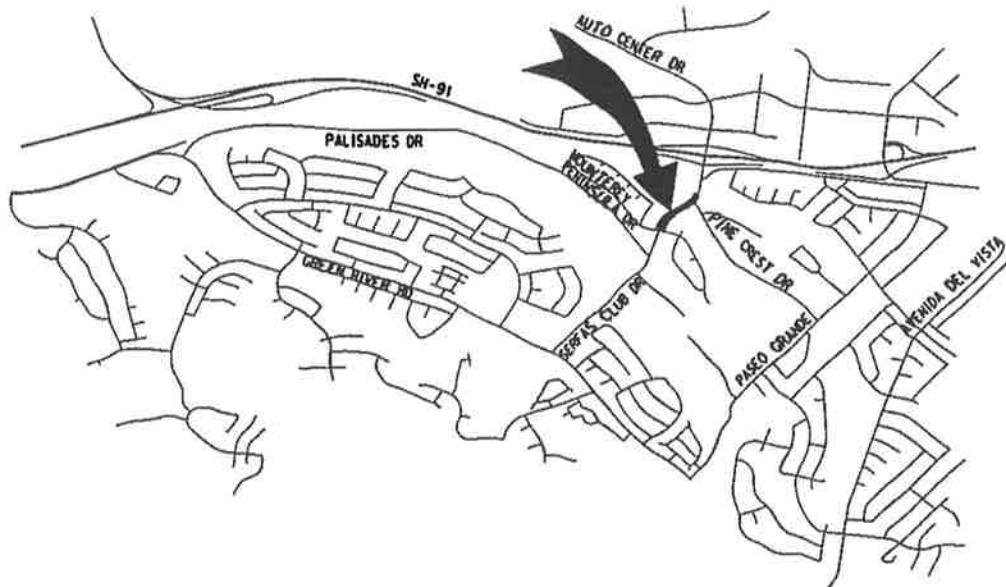 AUTO CENTER DR
SH-91
PALISADES DR
MONTEREY
PENINSULA DR
PINE CREST DR
GREEN RIVER RD
SERFAS CLUB DR
PASEO GRANDE
AVENIDA DEL VISTA